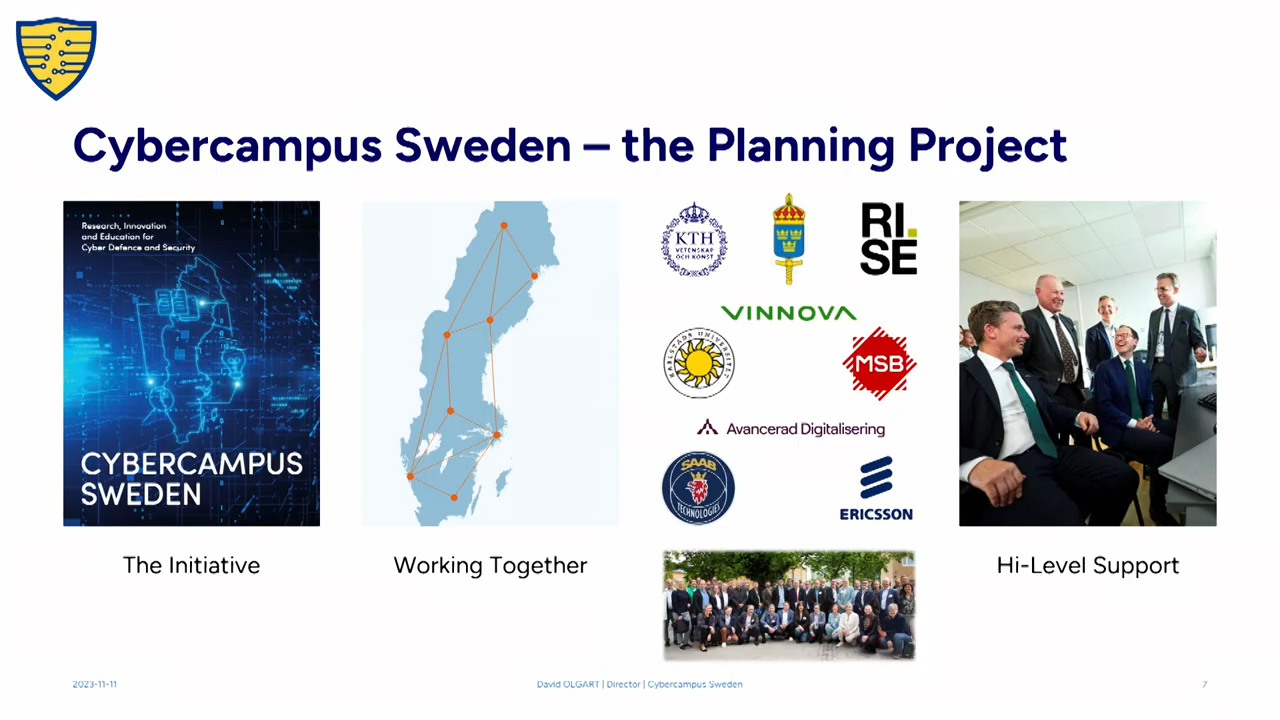 Cybercampus Sweden – the Planning Project
Research, Innovation
and Education for
Cyber Defence and Security
CYBERCAMPUS
SWEDEN
The Initiative
Working Together
KTH
VETENSKAP
OCH KONST
RI.
SE
VINNOVA
KARLSTADS UNIVERSITET
MSB
Avancerad Digitalisering
SAAB
TECHNOLOGIES
ERICSSON
Hi-Level Support
2023-11-11
David OLGART | Director | Cybercampus Sweden
7